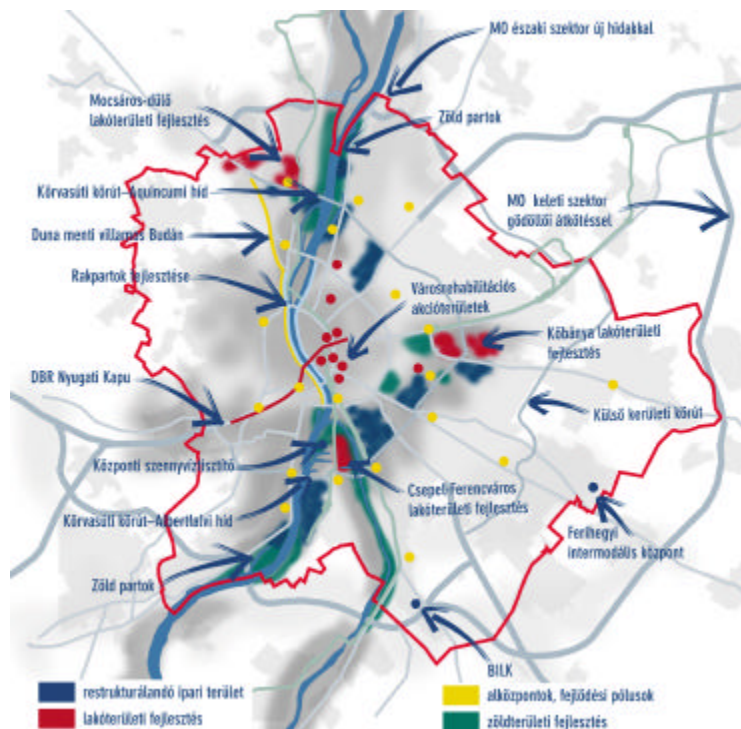 M0 északi szektor új hidakkal
Mocsáros-dűlő
lakóterületi fejlesztés
Zöld partok
Körvasúti körút–Aquincumi híd
M0 keleti szektor
gödöllői átkötéssel
Duna menti villamos Budán
Rakpartok fejlesztése
Városrehabilitációs
akcióterületek
Kőbánya lakóterületi
fejlesztés
DBR Nyugati Kapu
Külső kerületi körút
Központi szennyvíztisztító
Csepel-Ferencváros
lakóterületi fejlesztés
Körvasúti körút–Albertfalvi híd
Ferihegyi
intermodális központ
Zöld partok
BILK
restrukturálandó ipari terület
alközpontok, fejlődési pólusok
lakóterületi fejlesztés
zöldterületi fejlesztés